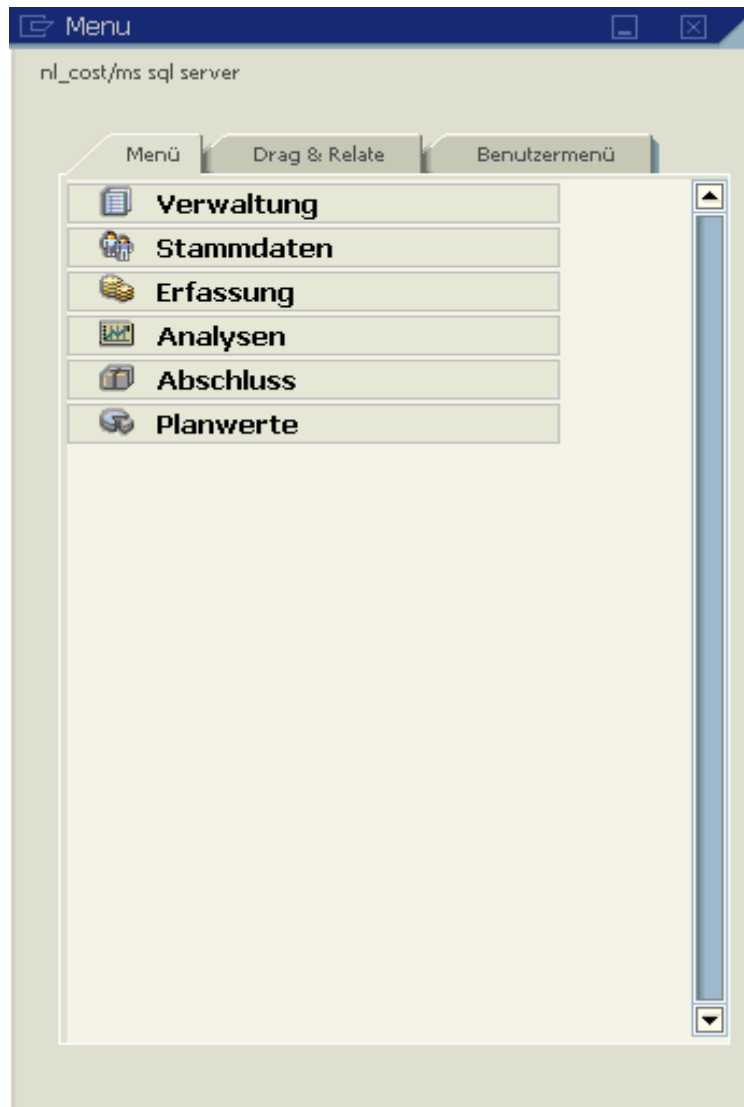 Menu
nl_cost/ms sql server
Menü Drag & Relate Benutzermenü
Verwaltung
Stammdaten
Erfassung
Analysen
Abschluss
Planwerte